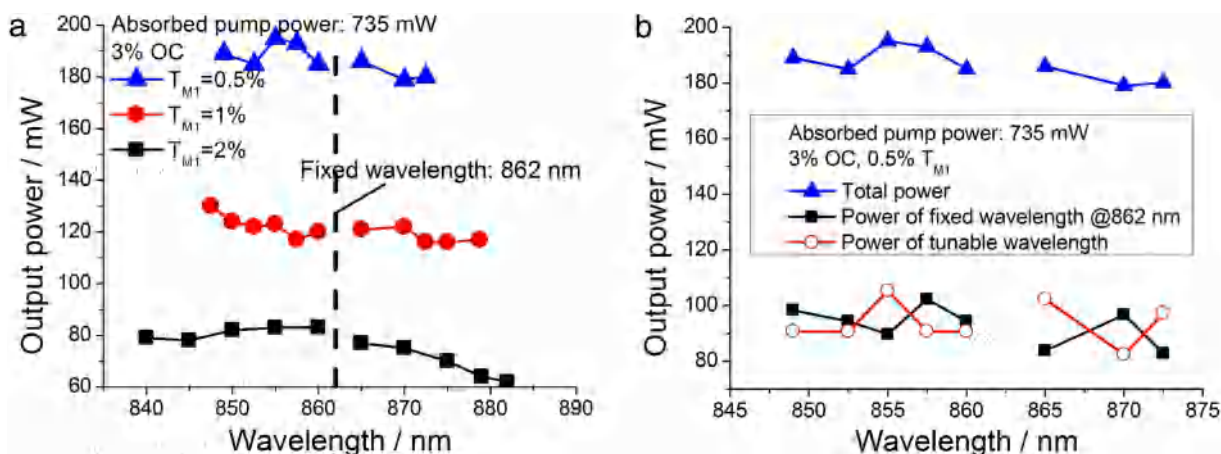 a
Absorbed pump power: 735 mW
3% OC
T_M1=0.5%
T_M1=1%
T_M1=2%
Fixed wavelength: 862 nm
200
180
160
140
120
100
80
60
Output power / mW
840 850 860 870 880 890
Wavelength / nm
b
200
180
160
140
120
100
80
Output power / mW
Absorbed pump power: 735 mW
3% OC, 0.5% T_M1
Total power
Power of fixed wavelength @862 nm
Power of tunable wavelength
845 850 855 860 865 870 875
Wavelength / nm